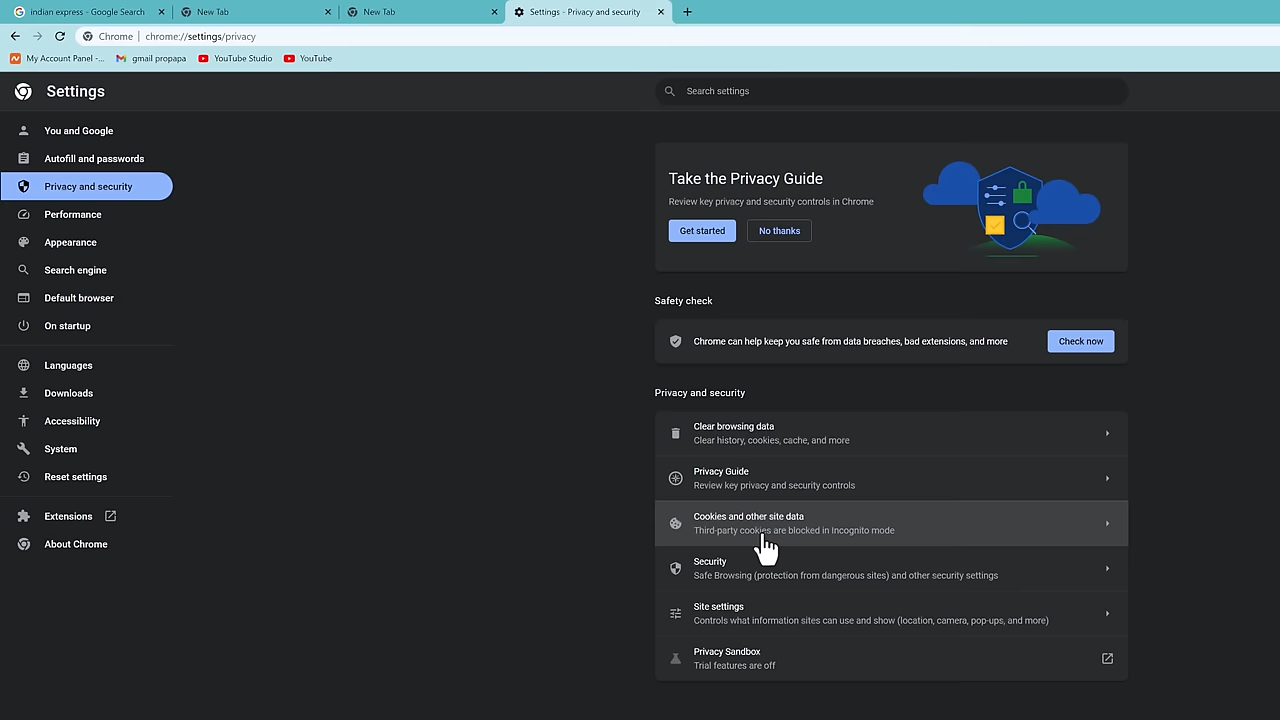 indian express - Google Search
New Tab
New Tab
Settings - Privacy and security
Chrome
chrome://settings/privacy
My Account Panel -...
gmail propapa
YouTube Studio
YouTube
Settings
Search settings
You and Google
Autofill and passwords
Privacy and security
Performance
Appearance
Search engine
Default browser
On startup
Languages
Downloads
Accessibility
System
Reset settings
Extensions
About Chrome
Take the Privacy Guide
Review key privacy and security controls in Chrome
Get started
No thanks
Safety check
Chrome can help keep you safe from data breaches, bad extensions, and more
Check now
Privacy and security
Clear browsing data
Clear history, cookies, cache, and more
Privacy Guide
Review key privacy and security controls
Cookies and other site data
Third-party cookies are blocked in Incognito mode
Security
Safe Browsing (protection from dangerous sites) and other security settings
Site settings
Controls what information sites can use and show (location, camera, pop-ups, and more)
Privacy Sandbox
Trial features are off